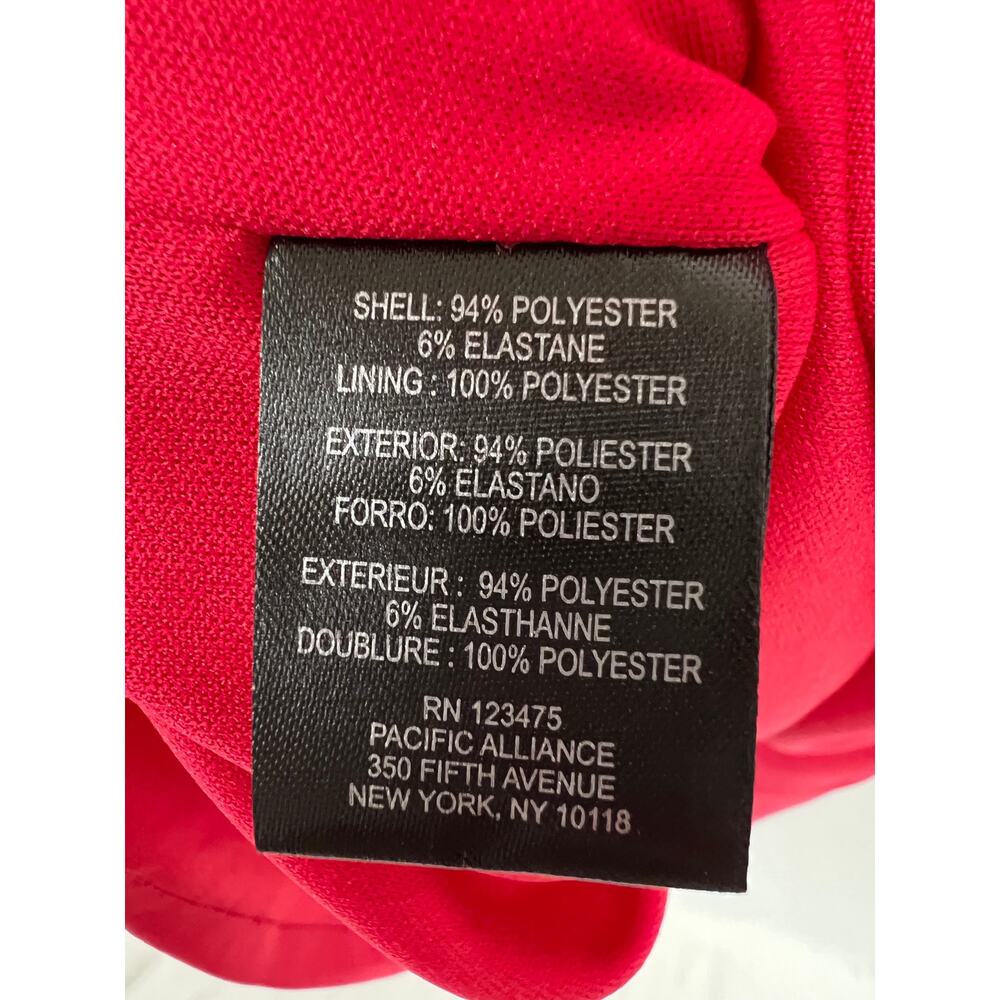 SHELL: 94% POLYESTER
6% ELASTANE
LINING : 100% POLYESTER
EXTERIOR: 94% POLIESTER
6% ELASTANO
FORRO: 100% POLIESTER
EXTERIEUR : 94% POLYESTER
6% ELASTHANNE
DOUBLURE : 100% POLYESTER
RN 123475
PACIFIC ALLIANCE
350 FIFTH AVENUE
NEW YORK, NY 10118